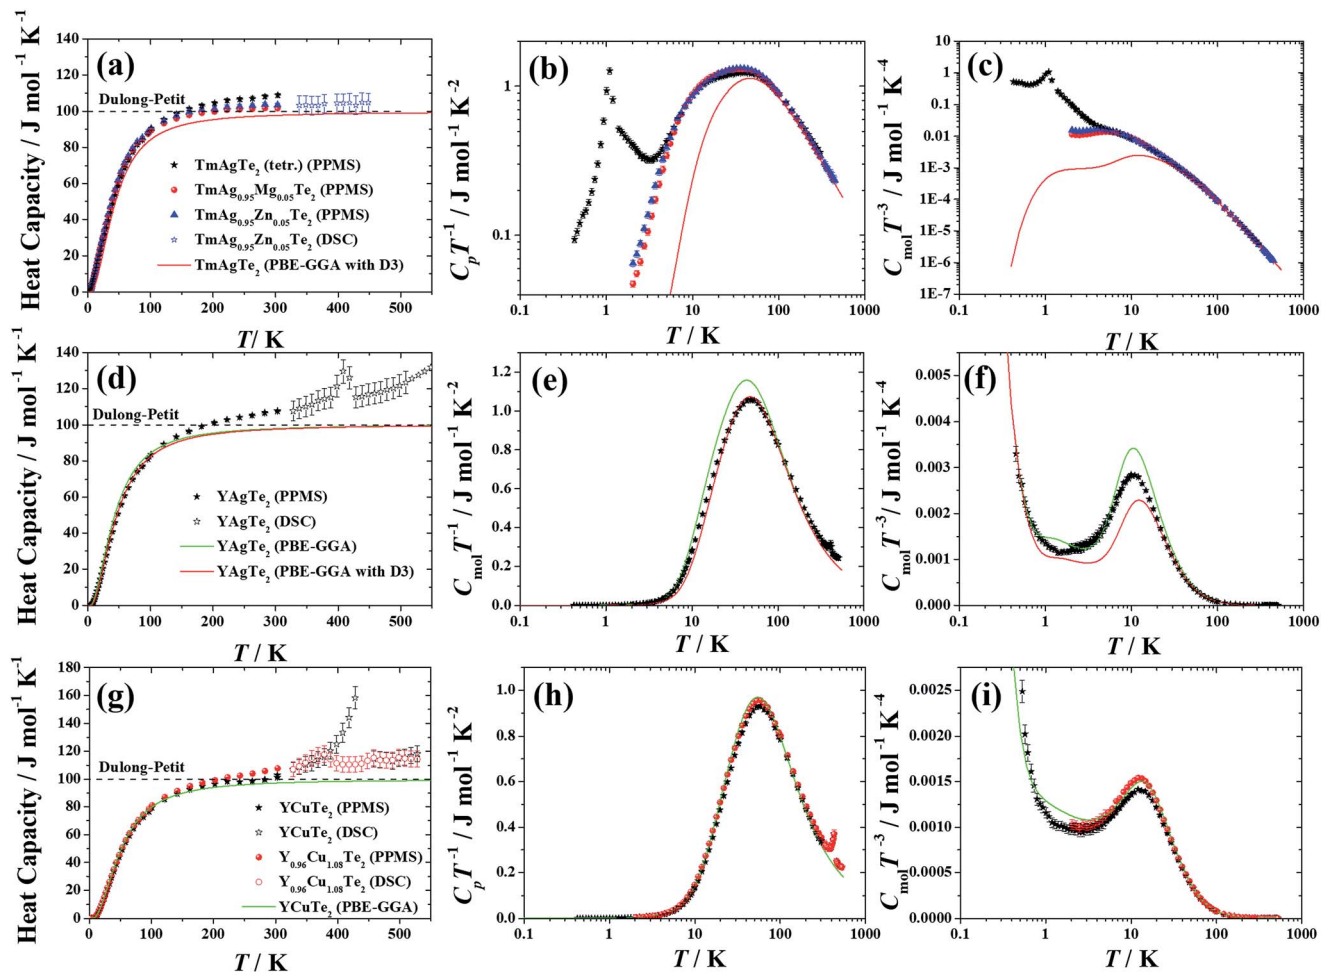 (a)
Heat Capacity / J mol⁻¹ K⁻¹
140
120
100
80
60
40
20
0
Dulong-Petit
TmAgTe₂ (tetr.) (PPMS)
TmAg₀.₉₅Mg₀.₀₅Te₂ (PPMS)
TmAg₀.₉₅Zn₀.₀₅Te₂ (PPMS)
TmAg₀.₉₅Zn₀.₀₅Te₂ (DSC)
TmAgTe₂ (PBE-GGA with D3)
0 100 200 300 400 500
T/ K
(b)
CₚT⁻¹ / J mol⁻¹ K⁻²
1
0.1
0.1 1 10 100 1000
T / K
(c)
CₘₒₗT⁻³ / J mol⁻¹ K⁻⁴
10
1
0.1
0.01
1E-3
1E-4
1E-5
1E-6
1E-7
0.1 1 10 100 1000
T / K
(d)
Heat Capacity / J mol⁻¹ K⁻¹
140
120
100
80
60
40
20
0
Dulong-Petit
YAgTe₂ (PPMS)
YAgTe₂ (DSC)
YAgTe₂ (PBE-GGA)
YAgTe₂ (PBE-GGA with D3)
0 100 200 300 400 500
T / K
(e)
CₘₒₗT⁻¹ / J mol⁻¹ K⁻²
1.2
1.0
0.8
0.6
0.4
0.2
0.0
0.1 1 10 100 1000
T / K
(f)
CₘₒₗT⁻³/ J mol⁻¹ K⁻⁴
0.005
0.004
0.003
0.002
0.001
0.000
0.1 1 10 100 1000
T / K
(g)
Heat Capacity / J mol⁻¹ K⁻¹
180
160
140
120
100
80
60
40
20
0
Dulong-Petit
YCuTe₂ (PPMS)
YCuTe₂ (DSC)
Y₀.₉₆Cu₁.₀₈Te₂ (PPMS)
Y₀.₉₆Cu₁.₀₈Te₂ (DSC)
YCuTe₂ (PBE-GGA)
0 100 200 300 400 500
T / K
(h)
CₚT⁻¹ / J mol⁻¹ K⁻²
1.0
0.8
0.6
0.4
0.2
0.0
0.1 1 10 100 1000
T / K
(i)
CₘₒₗT⁻³ / J mol⁻¹ K⁻⁴
0.0025
0.0020
0.0015
0.0010
0.0005
0.0000
0.1 1 10 100 1000
T / K